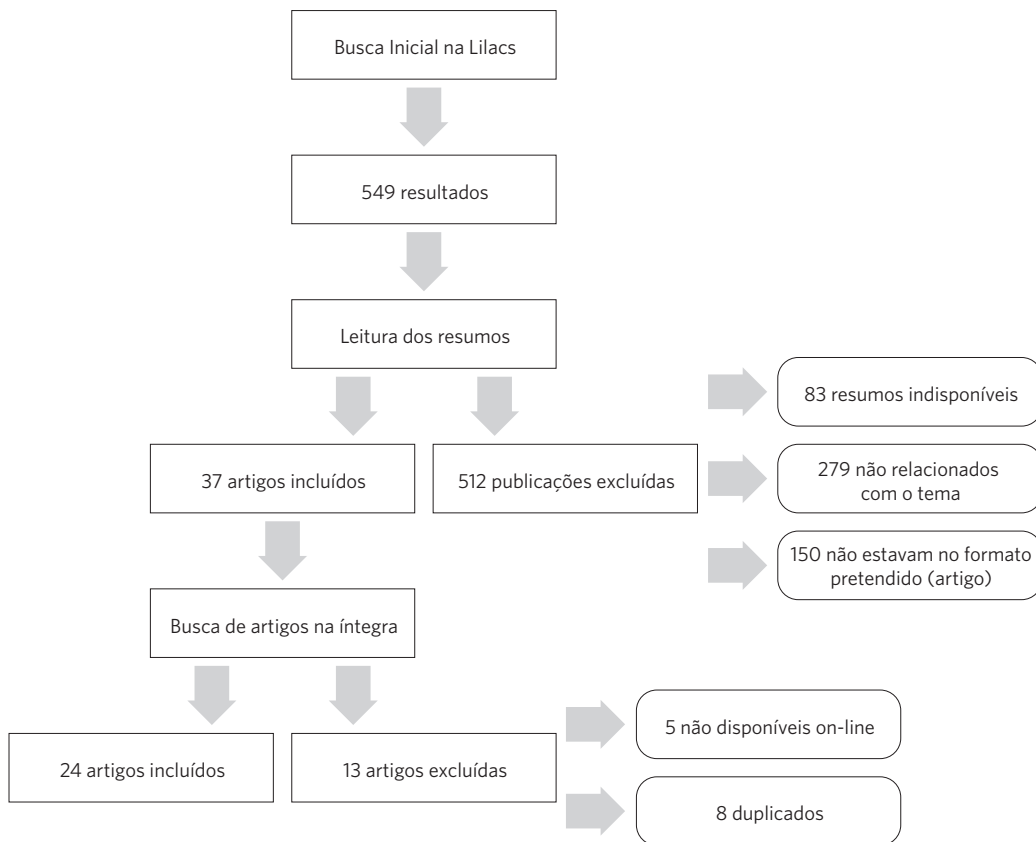 Busca Inicial na Lilacs
549 resultados
Leitura dos resumos
83 resumos indisponíveis
37 artigos incluídos
512 publicações excluídas
279 não relacionados
com o tema
150 não estavam no formato
pretendido (artigo)
Busca de artigos na íntegra
5 não disponíveis on-line
24 artigos incluídos
13 artigos excluídas
8 duplicados